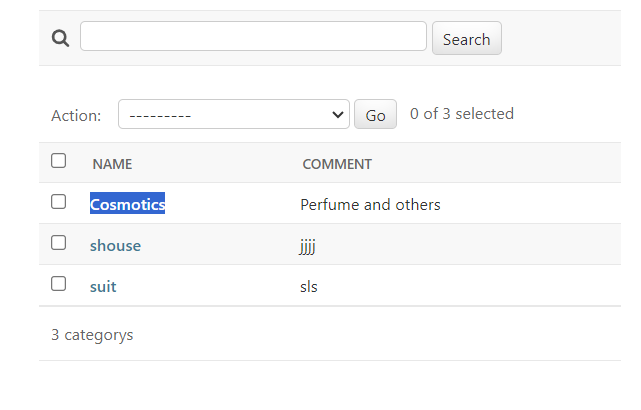 Search
Action: --------- Go 0 of 3 selected
NAME COMMENT
Cosmotics Perfume and others
shouse jjjj
suit sls
3 categorys